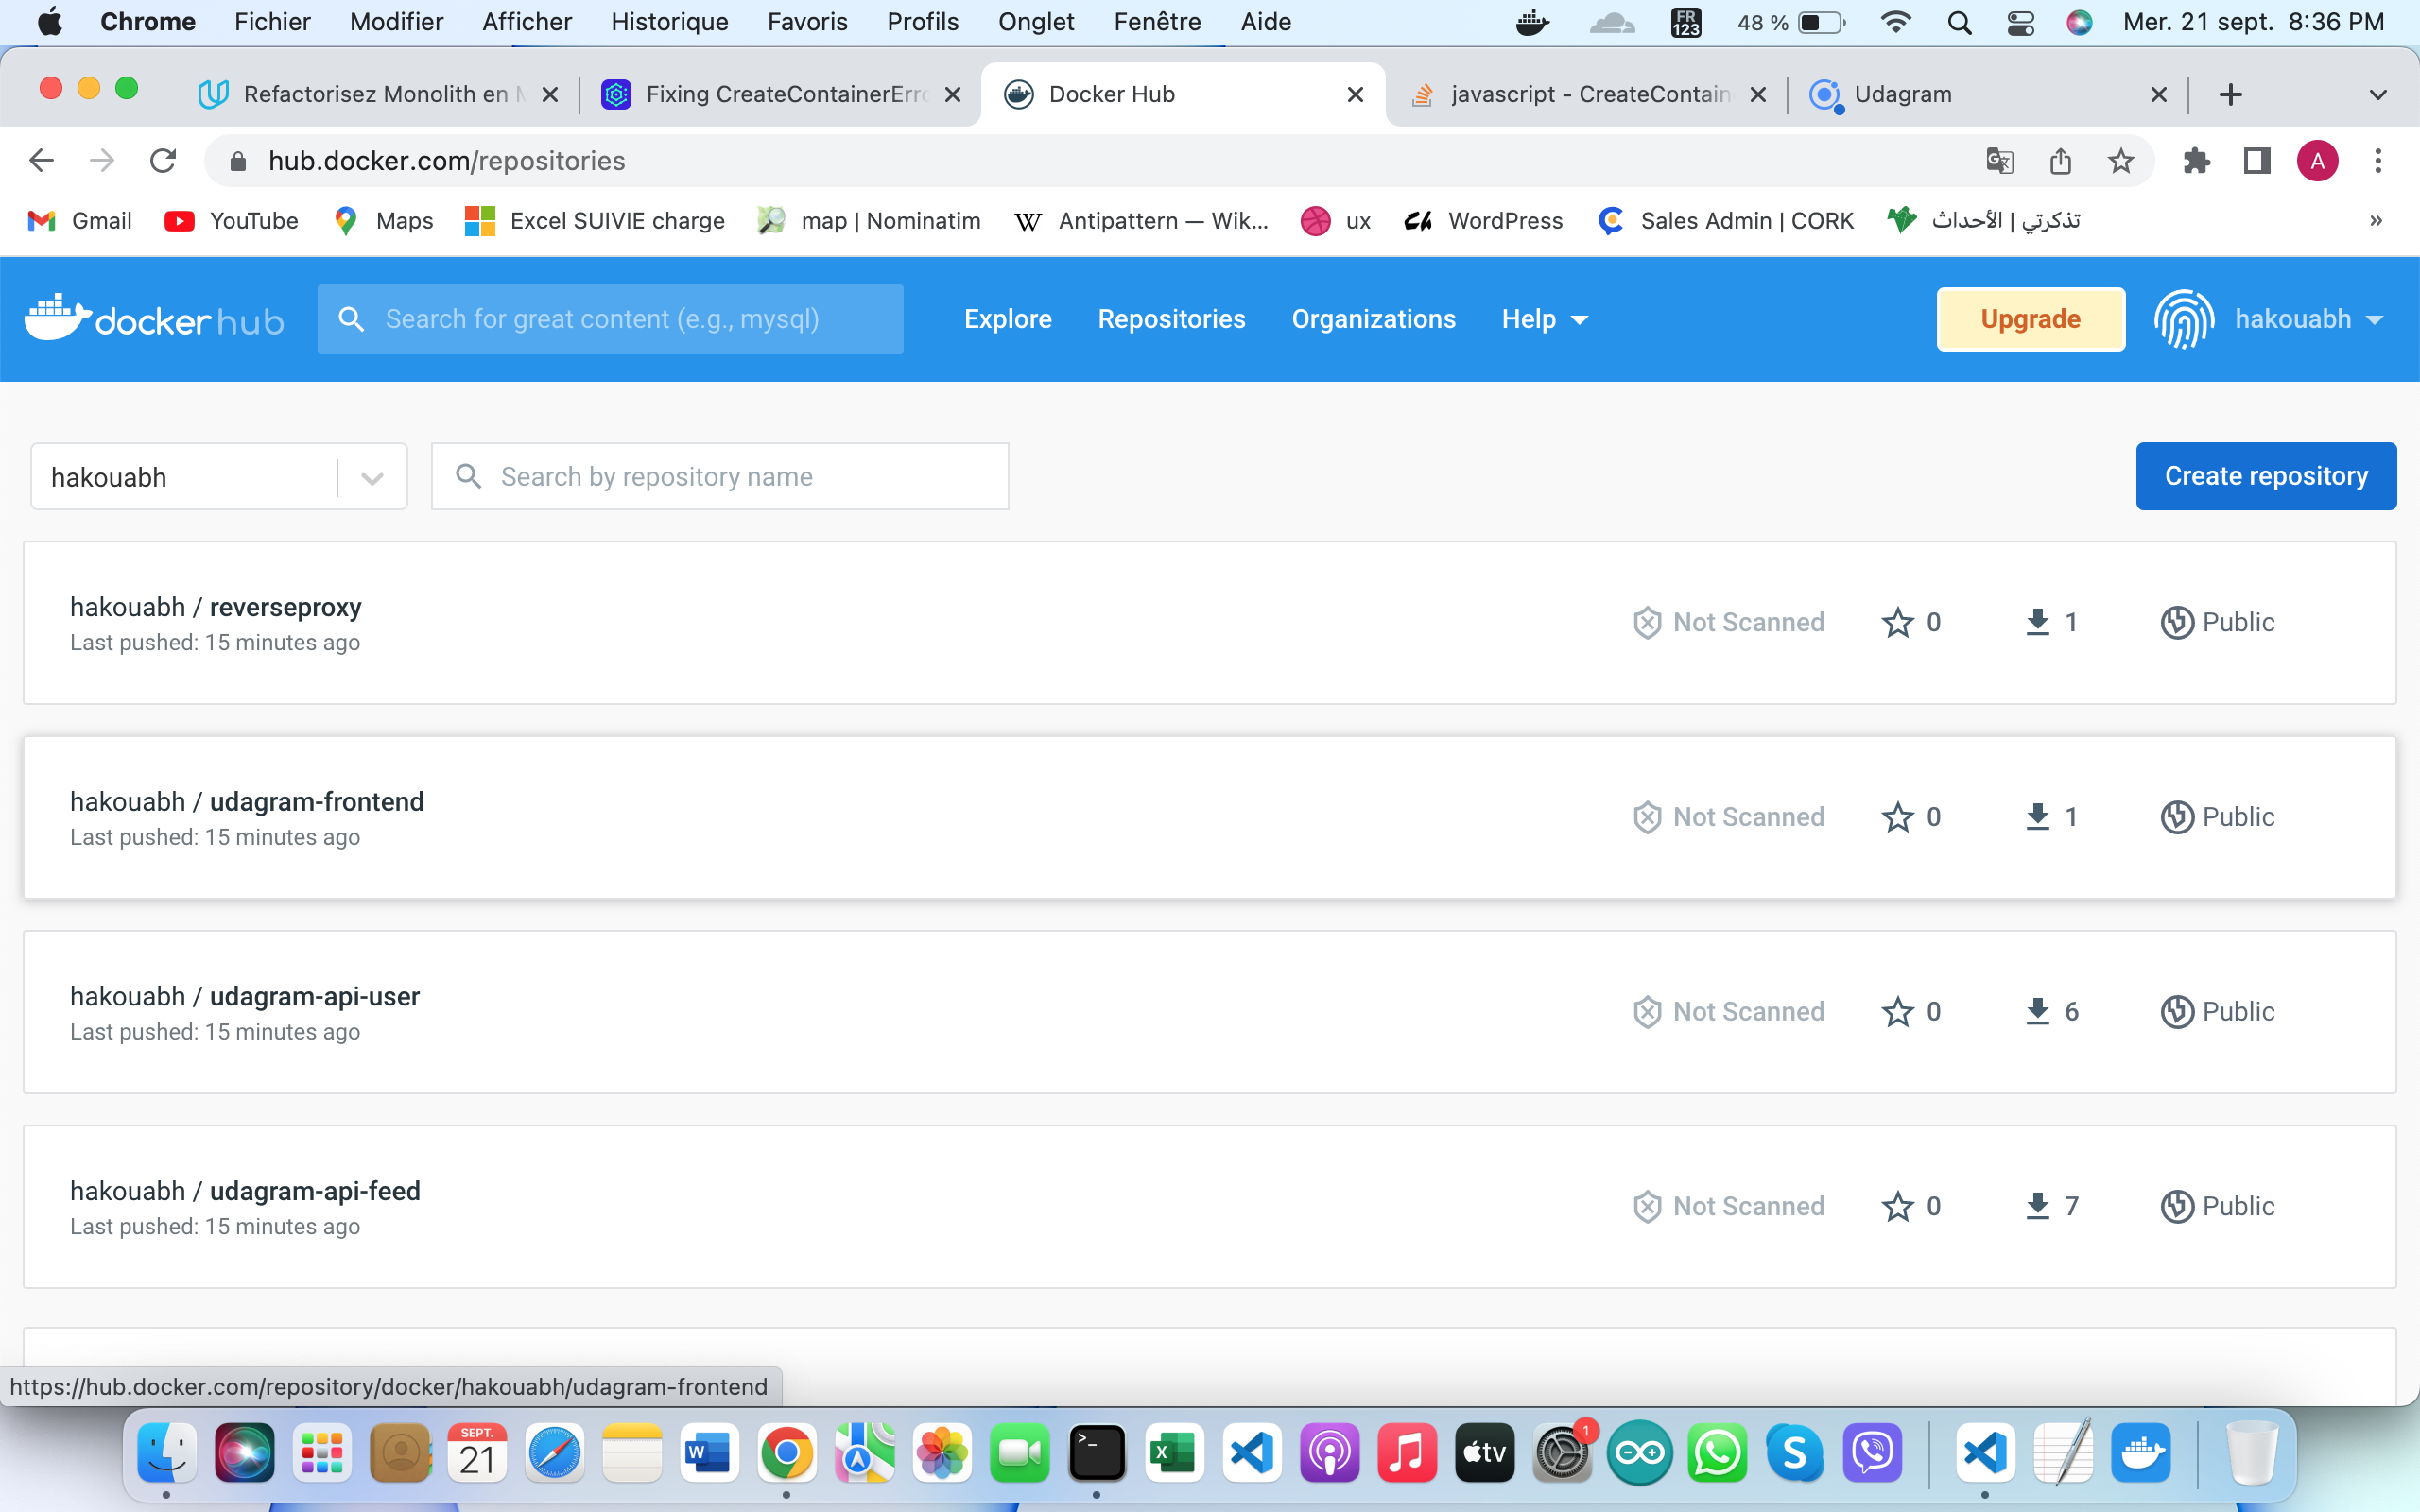 Chrome Fichier Modifier Afficher Historique Favoris Profils Onglet Fenêtre Aide FR 123 48 % Mer. 21 sept. 8:36 PM
Refactorisez Monolith en Fixing CreateContainerErr Docker Hub javascript - CreateContain Udagram
hub.docker.com/repositories A
Gmail YouTube Maps Excel SUIVIE charge map | Nominatim W Antipattern — Wik... ux WordPress Sales Admin | CORK تذكرتي | الأحداث »
docker hub Search for great content (e.g., mysql) Explore Repositories Organizations Help Upgrade hakouabh
hakouabh Search by repository name Create repository
hakouabh / reverseproxy
Last pushed: 15 minutes ago
Not Scanned 0 1 Public
hakouabh / udagram-frontend
Last pushed: 15 minutes ago
Not Scanned 0 1 Public
hakouabh / udagram-api-user
Last pushed: 15 minutes ago
Not Scanned 0 6 Public
hakouabh / udagram-api-feed
Last pushed: 15 minutes ago
Not Scanned 0 7 Public
https://hub.docker.com/repository/docker/hakouabh/udagram-frontend
SEPT.
21
W
>_
X
tv
1
S